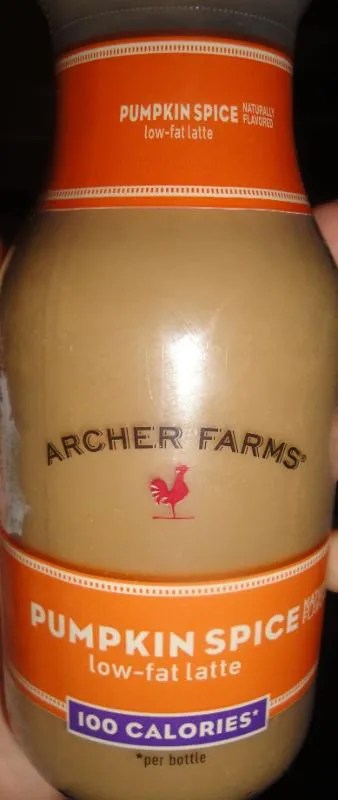 PUMPKIN SPICE NATURALLY FLAVORED
low-fat latte
ARCHER FARMS®
PUMPKIN SPICE
low-fat latte
100 CALORIES*
*per bottle